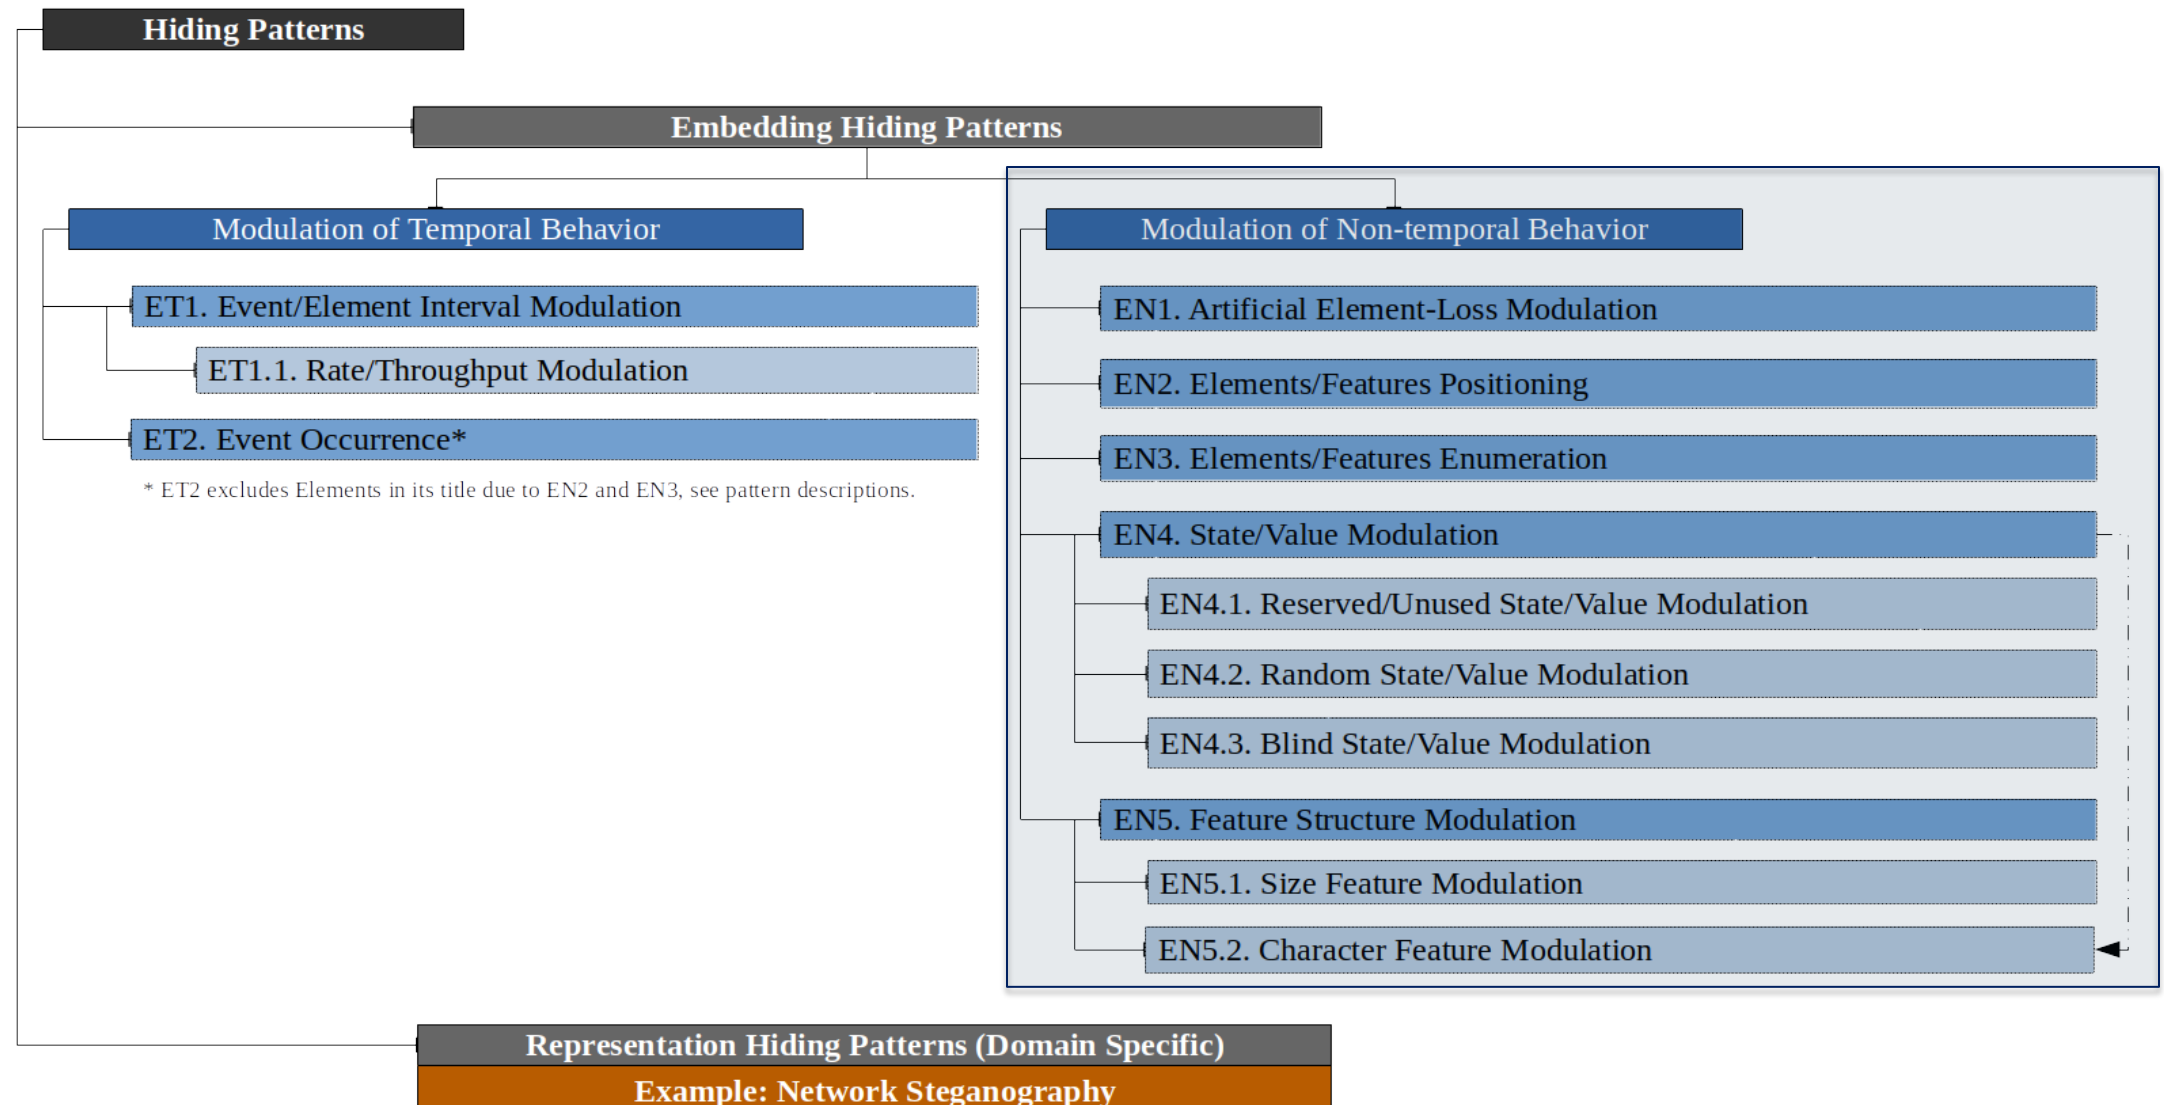 Hiding Patterns
Embedding Hiding Patterns
Modulation of Temporal Behavior
ET1. Event/Element Interval Modulation
ET1.1. Rate/Throughput Modulation
ET2. Event Occurrence*
* ET2 excludes Elements in its title due to EN2 and EN3, see pattern descriptions.
Modulation of Non-temporal Behavior
EN1. Artificial Element-Loss Modulation
EN2. Elements/Features Positioning
EN3. Elements/Features Enumeration
EN4. State/Value Modulation
EN4.1. Reserved/Unused State/Value Modulation
EN4.2. Random State/Value Modulation
EN4.3. Blind State/Value Modulation
EN5. Feature Structure Modulation
EN5.1. Size Feature Modulation
EN5.2. Character Feature Modulation
Representation Hiding Patterns (Domain Specific)
Example: Network Steganography